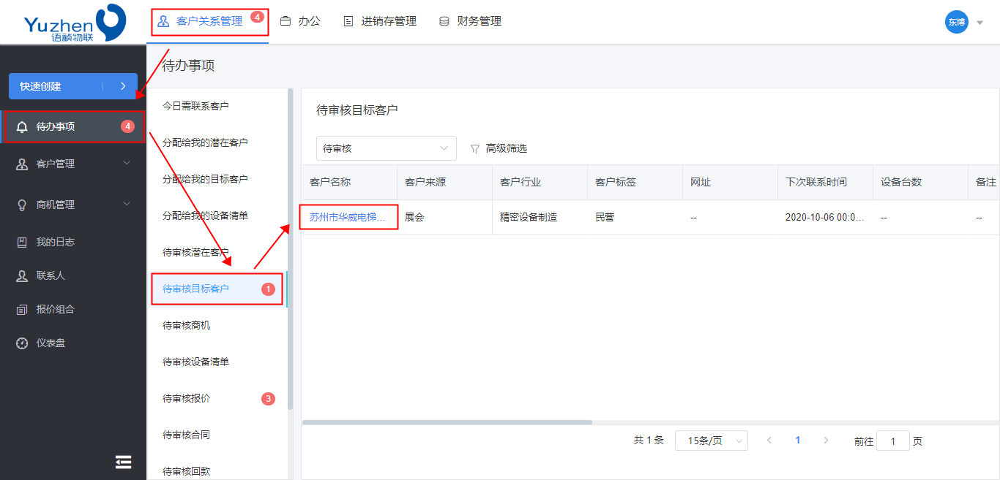 Yuzhen
语祯物联
客户关系管理
4
办公
进销存管理
财务管理
东博
快速创建
待办事项
4
客户管理
商机管理
我的日志
联系人
报价组合
仪表盘
待办事项
今日需联系客户
分配给我的潜在客户
分配给我的目标客户
分配给我的设备清单
待审核潜在客户
待审核目标客户
1
待审核商机
待审核设备清单
待审核报价
3
待审核合同
待审核回款
待审核目标客户
待审核
高级筛选
客户名称 客户来源 客户行业 客户标签 网址 下次联系时间 设备台数 备注
苏州市华威电梯... 展会 精密设备制造 民营 -- 2020-10-06 00:0... -- --
共 1 条 15条/页 1 前往 1 页